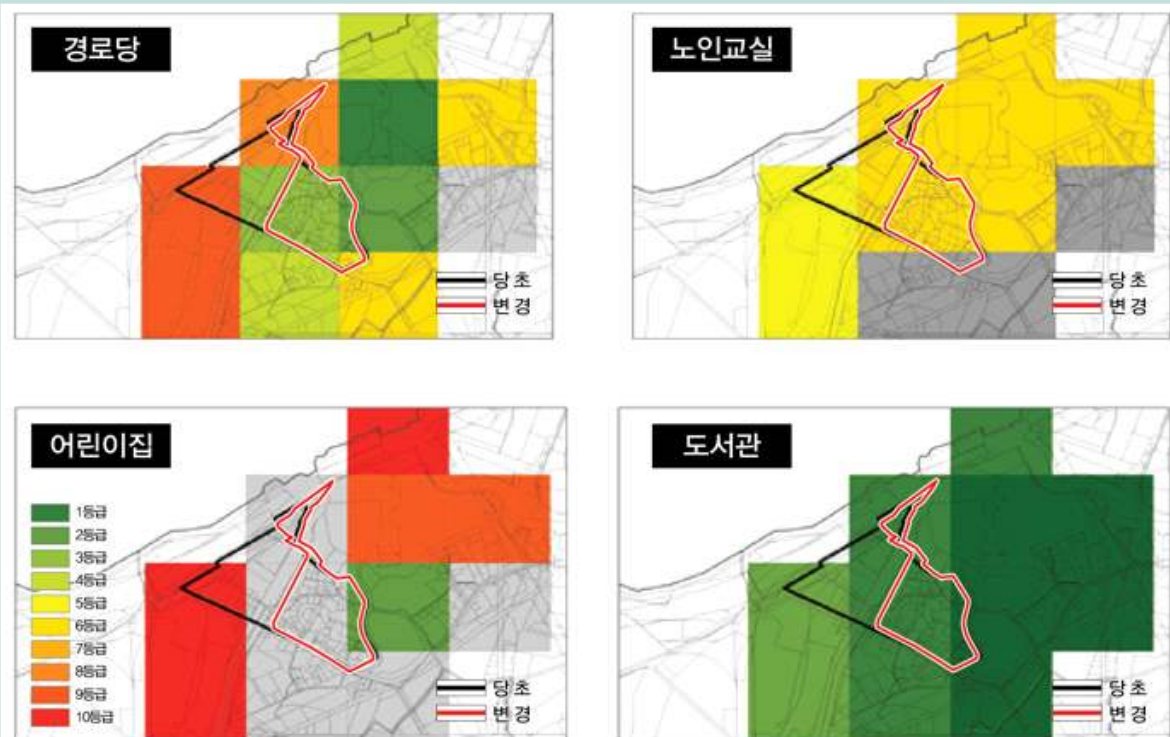 경로당
당 초
변 경
노인교실
당 초
변 경
어린이집
1등급
2등급
3등급
4등급
5등급
6등급
7등급
8등급
9등급
10등급
당 초
변 경
도서관
당 초
변 경